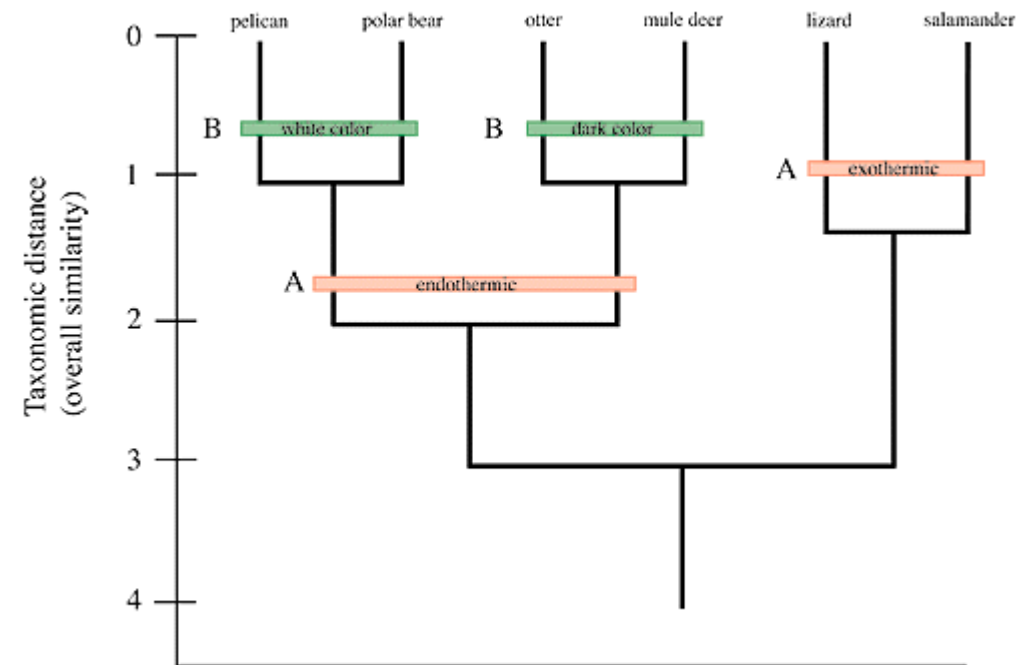 pelican polar bear otter mule deer lizard salamander
0
B white color B dark color
1
A exothermic
A endothermic
2
3
4
Taxonomic distance
(overall similarity)